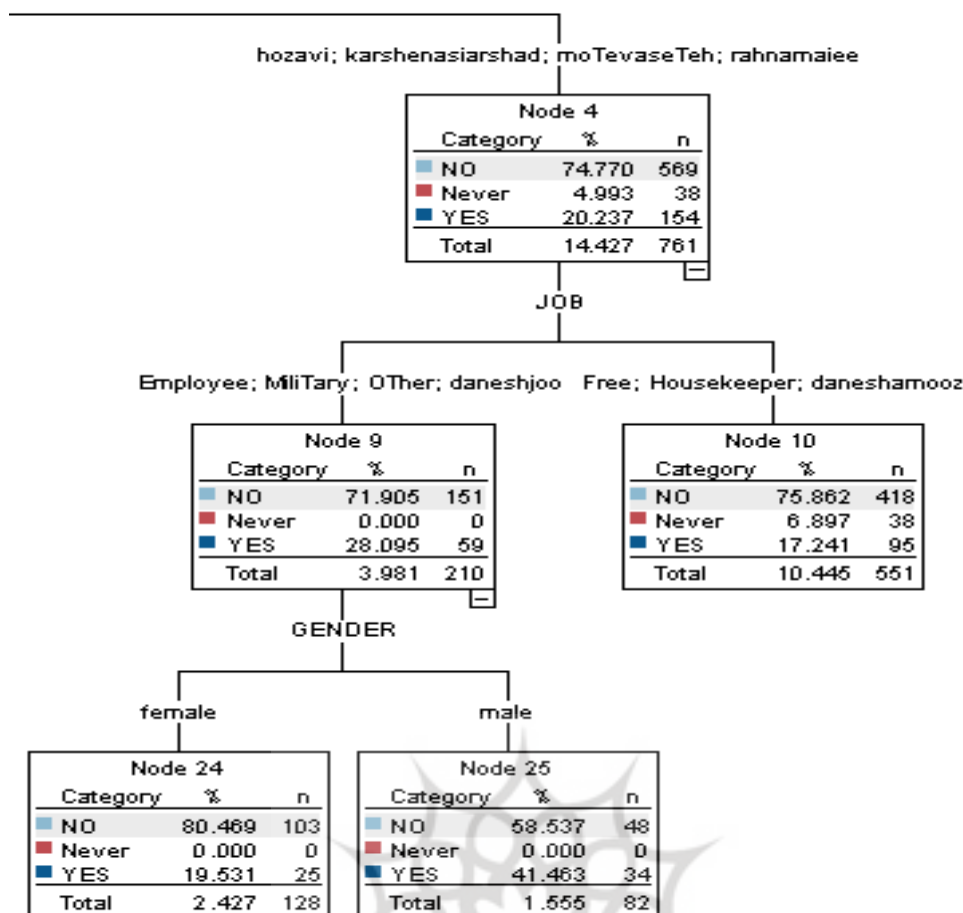 hozavi; karshenasiarshad; moTevaseTeh; rahnamaiee
Node 4
Category % n
NO 74.770 569
Never 4.993 38
YES 20.237 154
Total 14.427 761
JOB
Employee; MiliTary; OTher; daneshjoo Free; Housekeeper; daneshamooz
Node 9
Category % n
NO 71.905 151
Never 0.000 0
YES 28.095 59
Total 3.981 210
Node 10
Category % n
NO 75.862 418
Never 6.897 38
YES 17.241 95
Total 10.445 551
GENDER
female
male
Node 24
Category % n
NO 80.469 103
Never 0.000 0
YES 19.531 25
Total 2.427 128
Node 25
Category % n
NO 58.537 48
Never 0.000 0
YES 41.463 34
Total 1.555 82